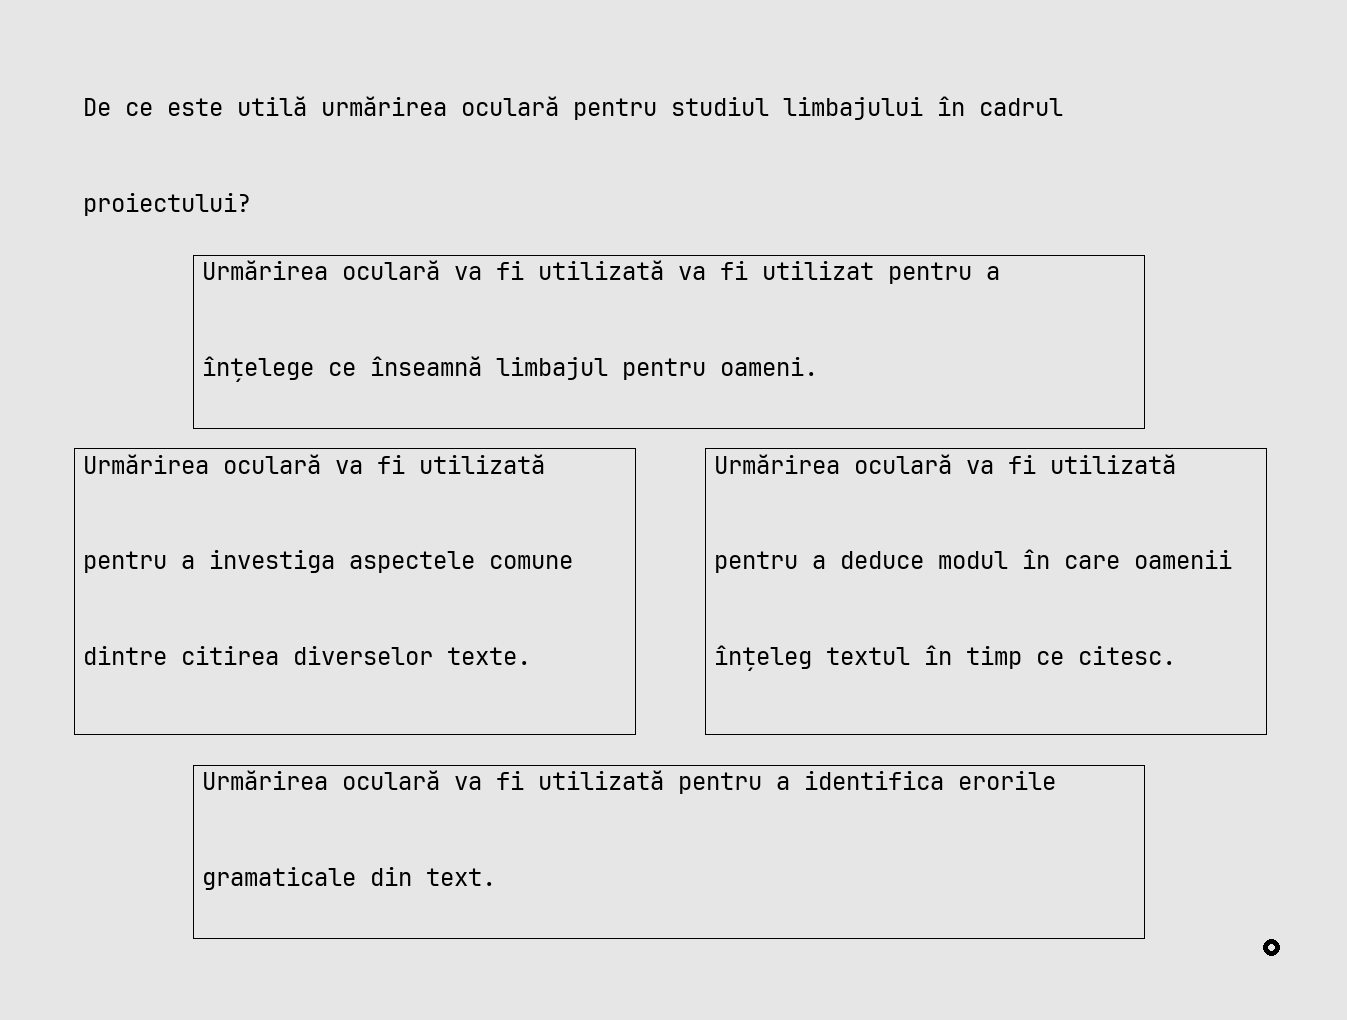 De ce este utilă urmărirea oculară pentru studiul limbajului în cadrul
proiectului?
Urmărirea oculară va fi utilizată va fi utilizat pentru a
înțelege ce înseamnă limbajul pentru oameni.
Urmărirea oculară va fi utilizată
pentru a investiga aspectele comune
dintre citirea diverselor texte.
Urmărirea oculară va fi utilizată
pentru a deduce modul în care oamenii
înțeleg textul în timp ce citesc.
Urmărirea oculară va fi utilizată pentru a identifica erorile
gramaticale din text.